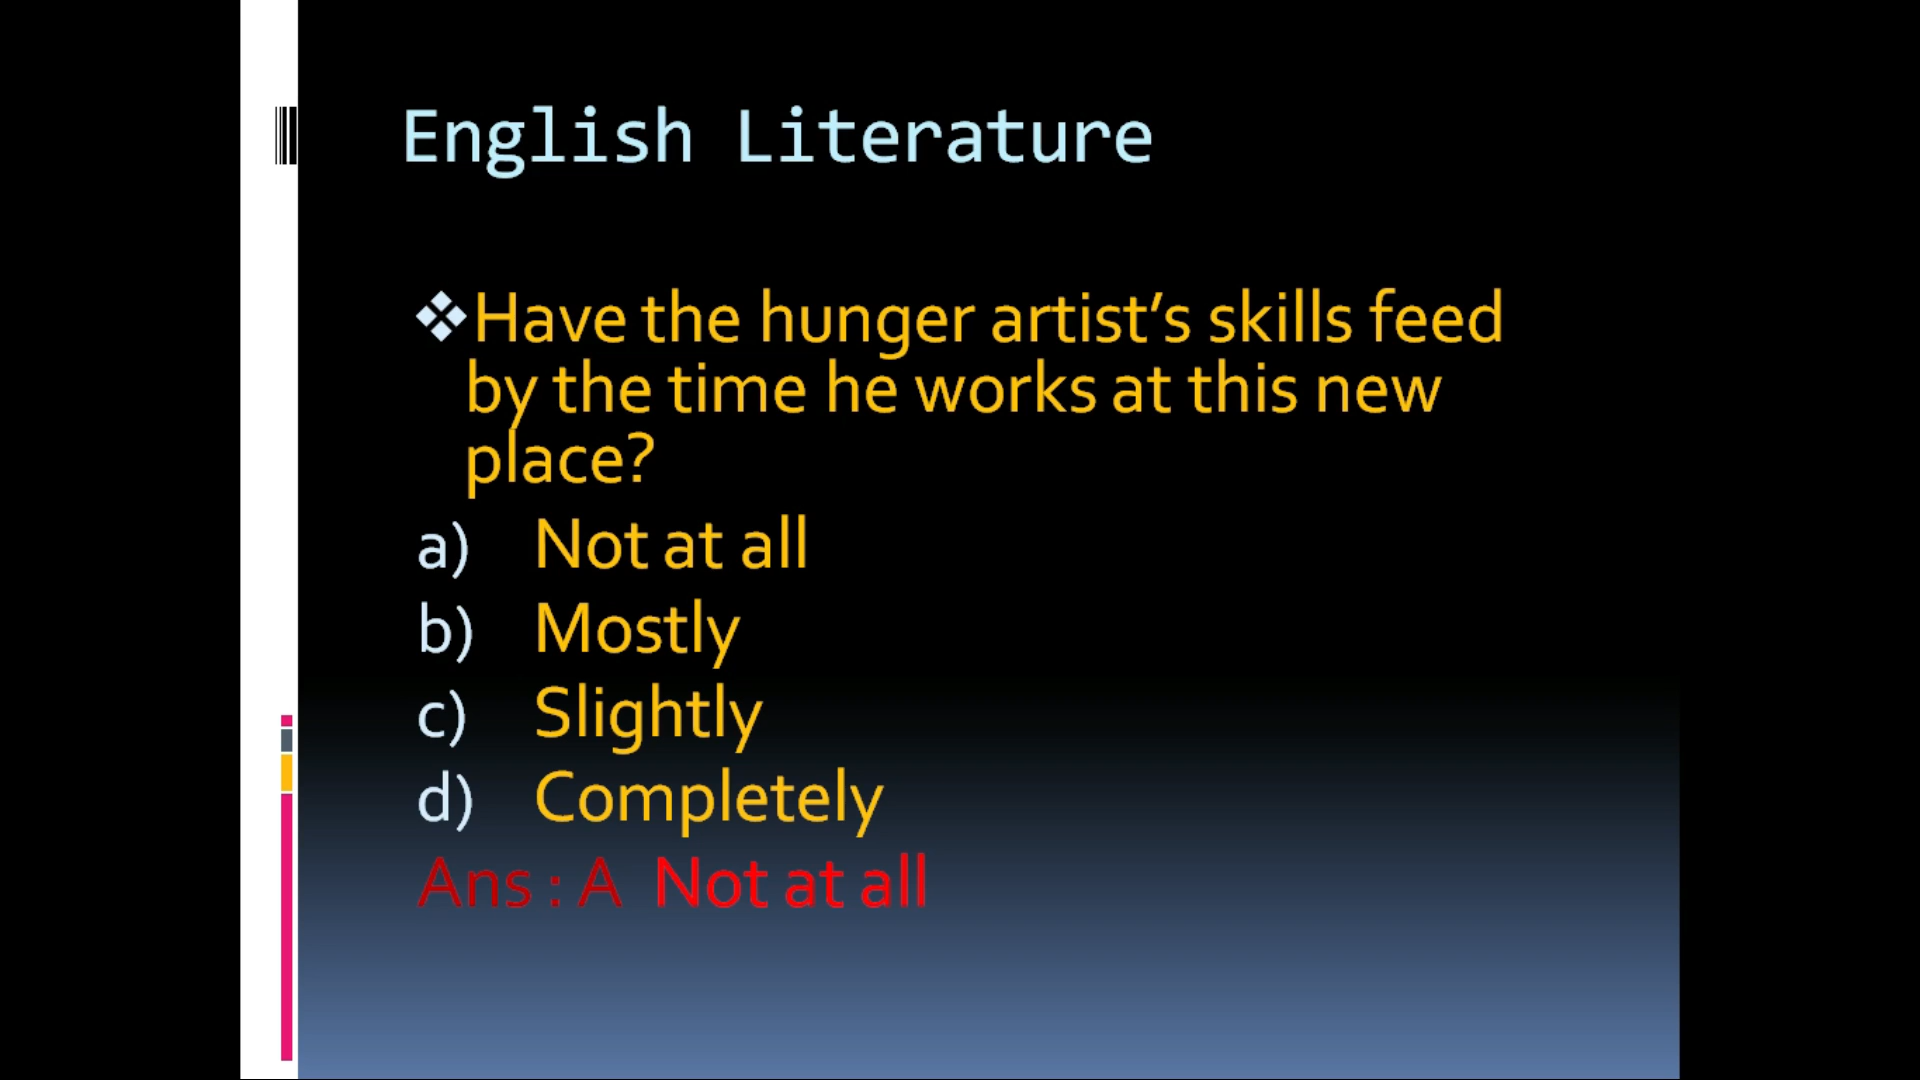 English Literature
❖Have the hunger artist’s skills feed
by the time he works at this new
place?
a) Not at all
b) Mostly
c) Slightly
d) Completely
Ans : A Not at all